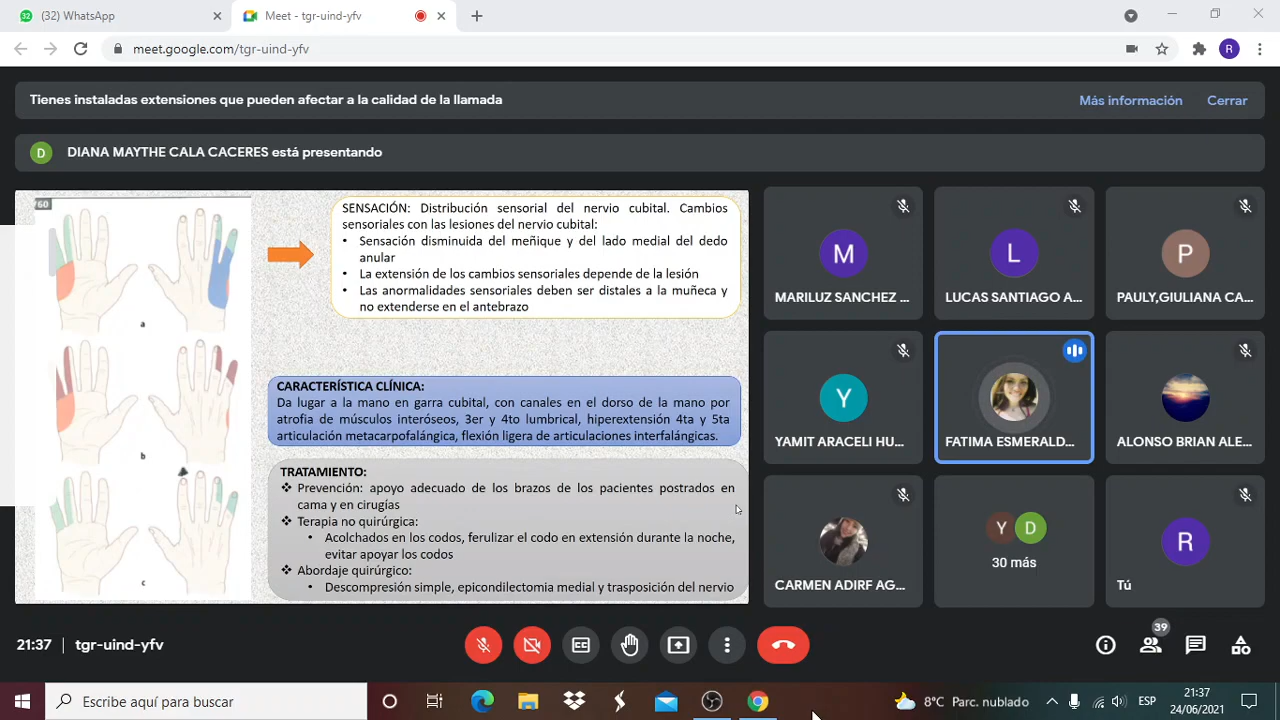 (32) WhatsApp
Meet - tgr-uind-yfv
meet.google.com/tgr-uind-yfv
R
Tienes instaladas extensiones que pueden afectar a la calidad de la llamada
Más información
Cerrar
D
DIANA MAYTHE CALA CACERES está presentando
60
a
b
c
SENSACIÓN: Distribución sensorial del nervio cubital. Cambios
sensoriales con las lesiones del nervio cubital:
• Sensación disminuida del meñique y del lado medial del dedo
anular
• La extensión de los cambios sensoriales depende de la lesión
• Las anormalidades sensoriales deben ser distales a la muñeca y
no extenderse en el antebrazo
CARACTERÍSTICA CLÍNICA:
Da lugar a la mano en garra cubital, con canales en el dorso de la mano por
atrofia de músculos interóseos, 3er y 4to lumbrical, hiperextensión 4ta y 5ta
articulación metacarpofalángica, flexión ligera de articulaciones interfalángicas.
TRATAMIENTO:
❖ Prevención: apoyo adecuado de los brazos de los pacientes postrados en
cama y en cirugías
❖ Terapia no quirúrgica:
• Acolchados en los codos, ferulizar el codo en extensión durante la noche,
evitar apoyar los codos
❖ Abordaje quirúrgico:
• Descompresión simple, epicondilectomia medial y trasposición del nervio
M
MARILUZ SANCHEZ ...
L
LUCAS SANTIAGO A...
P
PAULY,GIULIANA CA...
Y
YAMIT ARACELI HU...
FATIMA ESMERALD...
ALONSO BRIAN ALE...
CARMEN ADIRF AG...
Y D
30 más
R
Tú
21:37 | tgr-uind-yfv
39
Escribe aquí para buscar
8°C Parc. nublado
ESP
21:37
24/06/2021